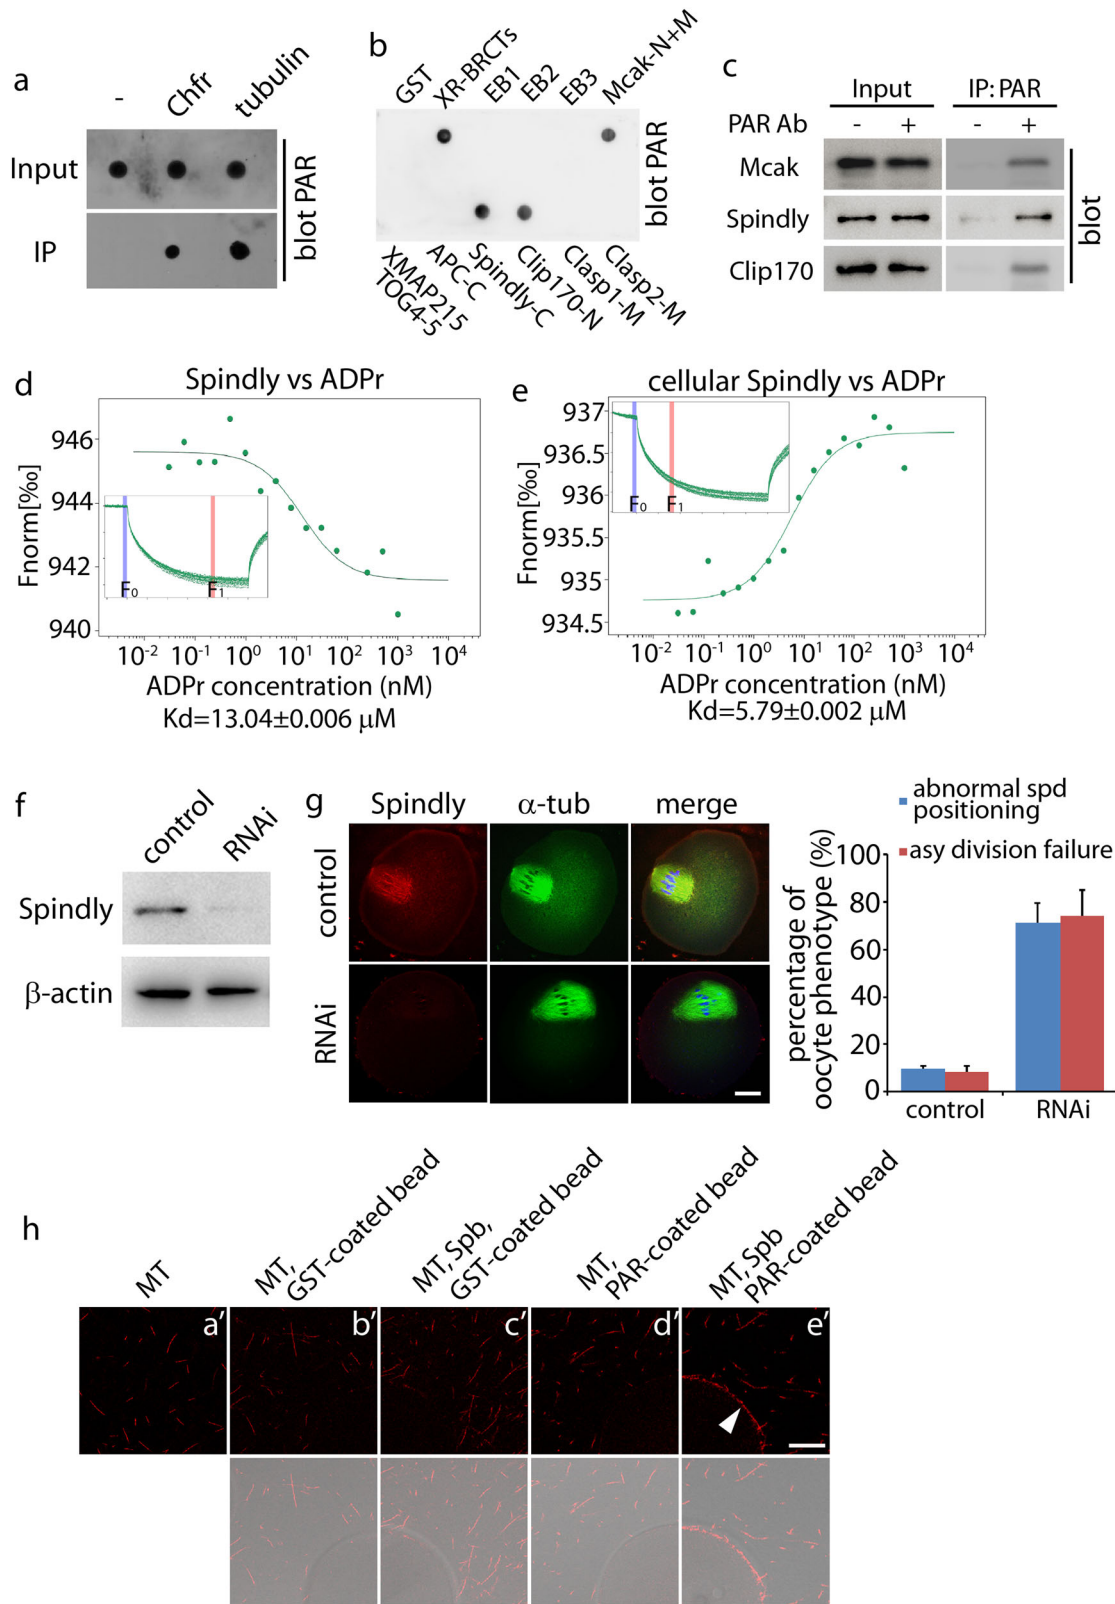 a
-
Chfr
tubulin
Input
IP
blot PAR
b
GST
XR-BRCTs
EB1
EB2
EB3
Mcak-N+M
XMAP215
TOG4-5
APC-C
Spindly-C
Clip170-N
Clasp1-M
Clasp2-M
blot PAR
c
Input
IP: PAR
PAR Ab - + - +
Mcak
Spindly
Clip170
blot
d
Spindly vs ADPr
Fnorm[‰]
946
944
942
940
F0
F1
10-2 10-1 100 101 102 103 104
ADPr concentration (nM)
Kd=13.04±0.006 μM
e
cellular Spindly vs ADPr
Fnorm[‰]
937
936.5
936
935.5
935
934.5
F0
F1
10-2 10-1 100 101 102 103 104
ADPr concentration (nM)
Kd=5.79±0.002 μM
f
control
RNAi
Spindly
β-actin
g
Spindly
α-tub
merge
control
RNAi
abnormal spd
positioning
asy division failure
percentage of
oocyte phenotype (%)
100
80
60
40
20
0
control
RNAi
h
MT
MT,
GST-coated bead
MT, Spb,
GST-coated bead
MT,
PAR-coated bead
MT, Spb
PAR-coated bead
a’
b’
c’
d’
e’